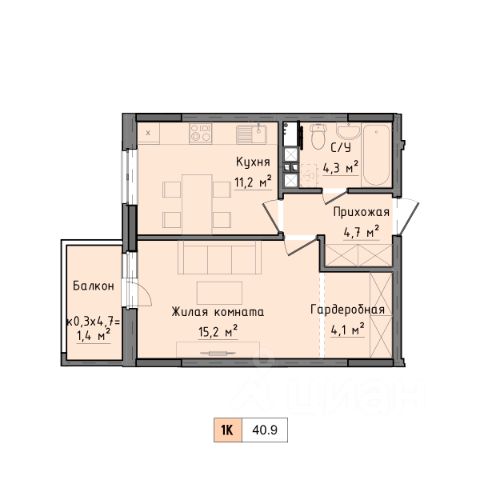 Кухня
11,2 м²
С/У
4,3 м²
Прихожая
4,7 м²
Балкон
к0,3х4,7=
1,4 м²
Жилая комната
15,2 м²
Гардеробная
4,1 м²
циан
1К 40.9